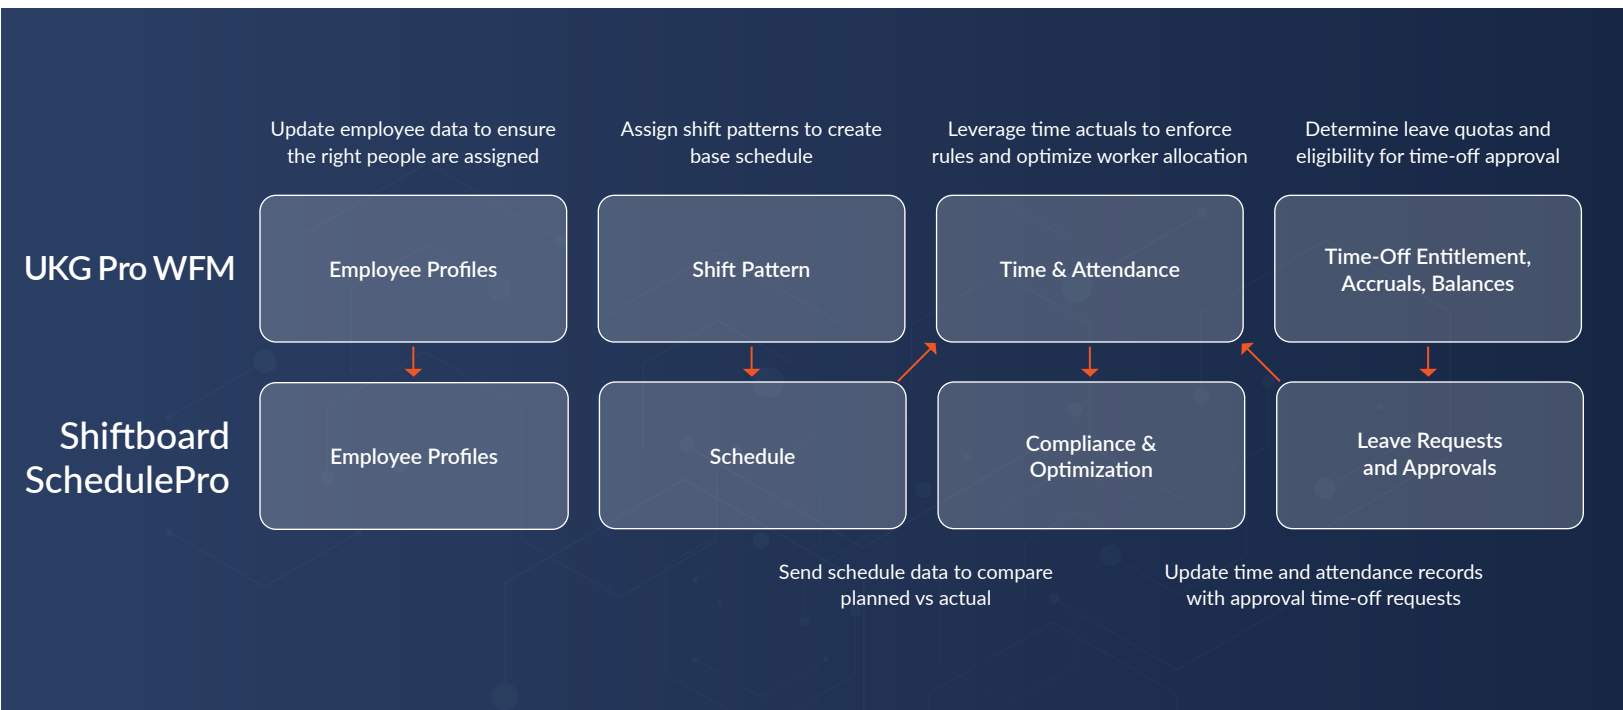 Update employee data to ensure
the right people are assigned
Assign shift patterns to create
base schedule
Leverage time actuals to enforce
rules and optimize worker allocation
Determine leave quotas and
eligibility for time-off approval
UKG Pro WFM
Employee Profiles
Shift Pattern
Time & Attendance
Time-Off Entitlement,
Accruals, Balances
Shiftboard
SchedulePro
Employee Profiles
Schedule
Compliance &
Optimization
Leave Requests
and Approvals
Send schedule data to compare
planned vs actual
Update time and attendance records
with approval time-off requests